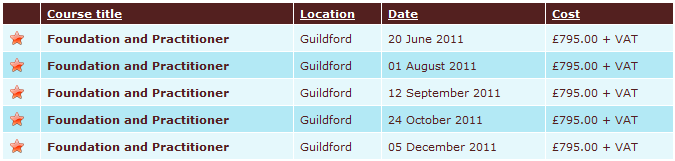 Course title Location Date Cost
Foundation and Practitioner Guildford 20 June 2011 £795.00 + VAT
Foundation and Practitioner Guildford 01 August 2011 £795.00 + VAT
Foundation and Practitioner Guildford 12 September 2011 £795.00 + VAT
Foundation and Practitioner Guildford 24 October 2011 £795.00 + VAT
Foundation and Practitioner Guildford 05 December 2011 £795.00 + VAT